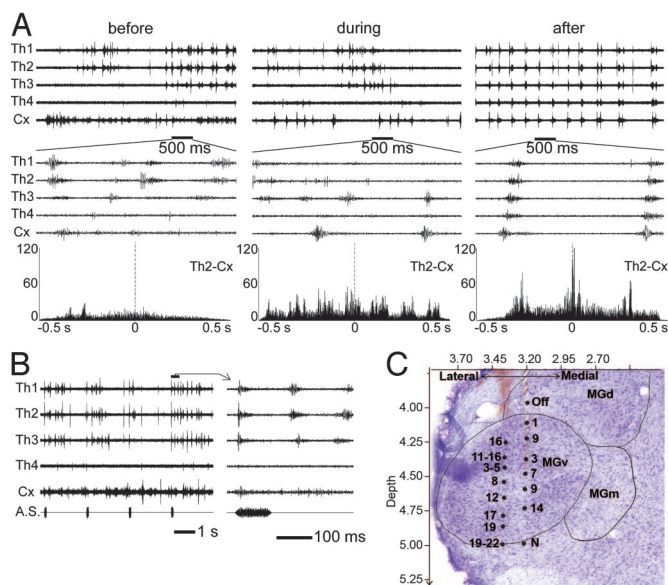 A
before during after
Th1
Th2
Th3
Th4
Cx
500 ms 500 ms 500 ms
Th1
Th2
Th3
Th4
Cx
120 120 120
Th2-Cx Th2-Cx Th2-Cx
60 60 60
0 0 0
-0.5 s 0 0.5 s -0.5 s 0 0.5 s -0.5 s 0 0.5 s
B
Th1
Th2
Th3
Th4
Cx
A.S.
1 s 100 ms
C
3.70 3.45 3.20 2.95 2.70
Lateral Medial
MGd
4.00 Off
1
4.25 16 9
11-16 3 MGv
3-5 7
4.50 8 9 MGm
12
4.75 17 14
19
5.00 19-22 N
5.25
Depth